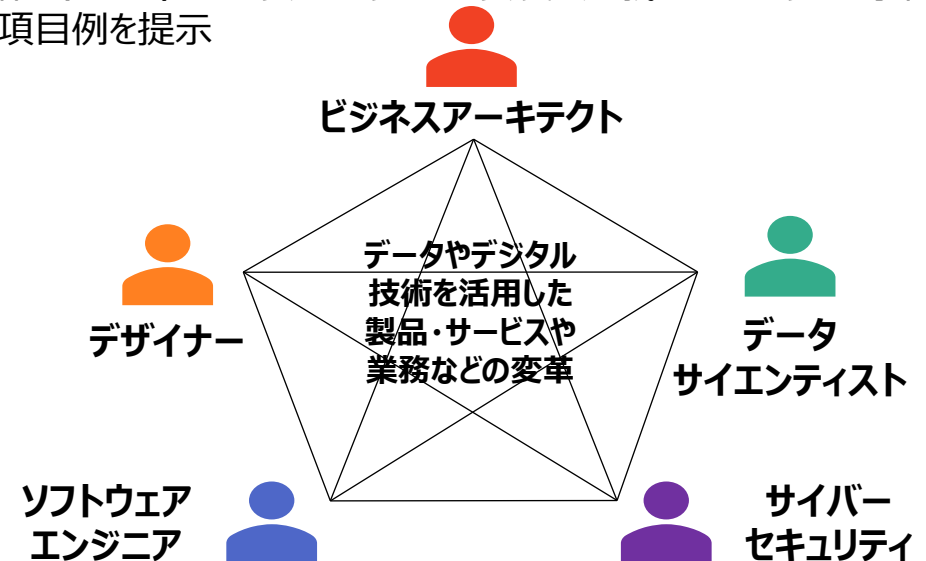 項目例を提示
ビジネスアーキテクト
データやデジタル
技術を活用した
製品・サービスや
業務などの変革
デザイナー
データ
サイエンティスト
ソフトウェア
エンジニア
サイバー
セキュリティ